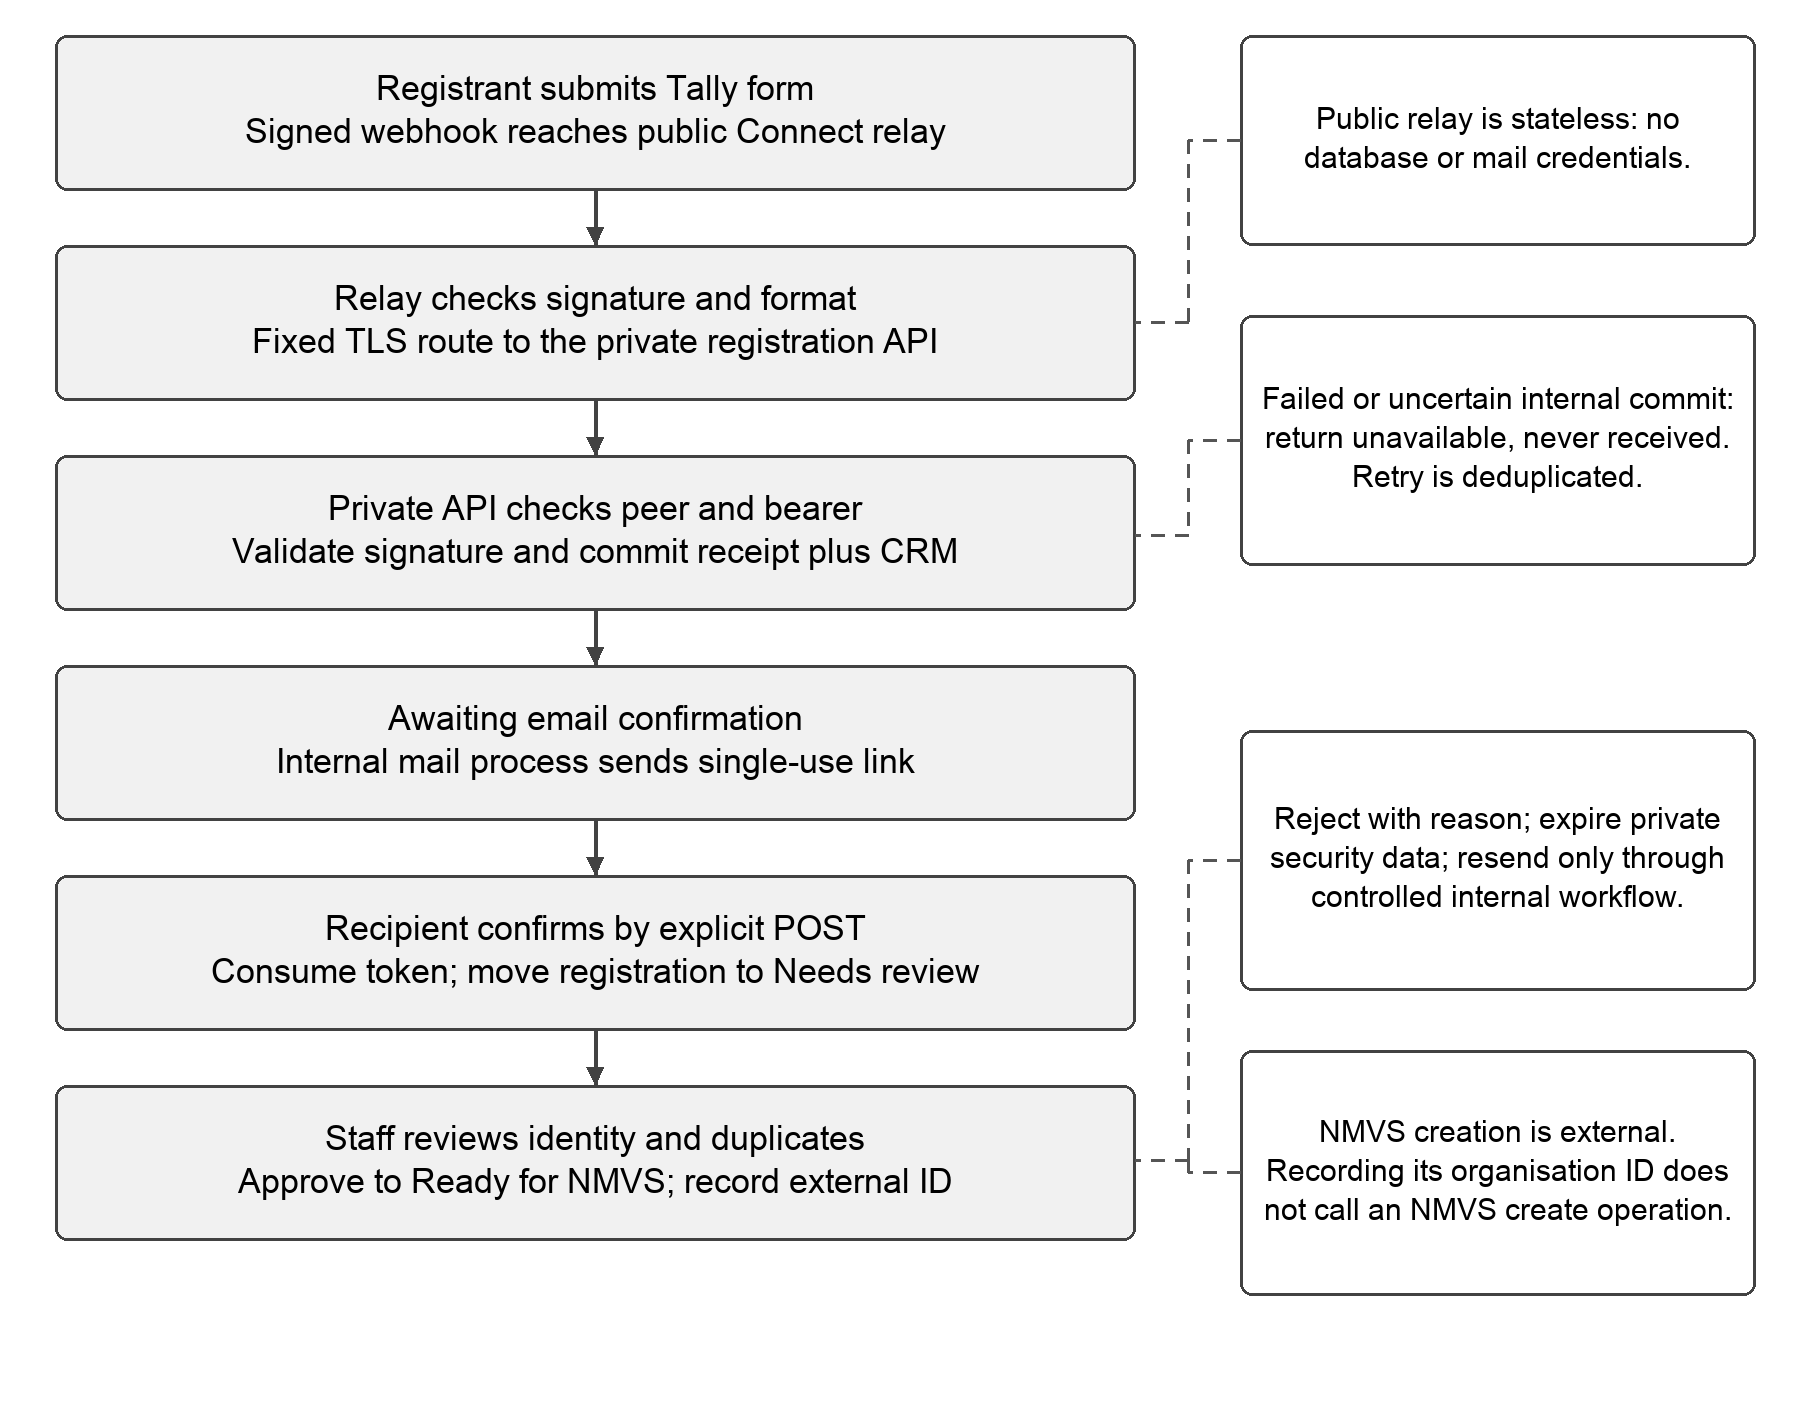 Registrant submits Tally form
Signed webhook reaches public Connect relay
Public relay is stateless: no
database or mail credentials.
Relay checks signature and format
Fixed TLS route to the private registration API
Failed or uncertain internal commit:
return unavailable, never received.
Retry is deduplicated.
Private API checks peer and bearer
Validate signature and commit receipt plus CRM
Awaiting email confirmation
Internal mail process sends single-use link
Reject with reason; expire private
security data; resend only through
controlled internal workflow.
Recipient confirms by explicit POST
Consume token; move registration to Needs review
Staff reviews identity and duplicates
Approve to Ready for NMVS; record external ID
NMVS creation is external.
Recording its organisation ID does
not call an NMVS create operation.